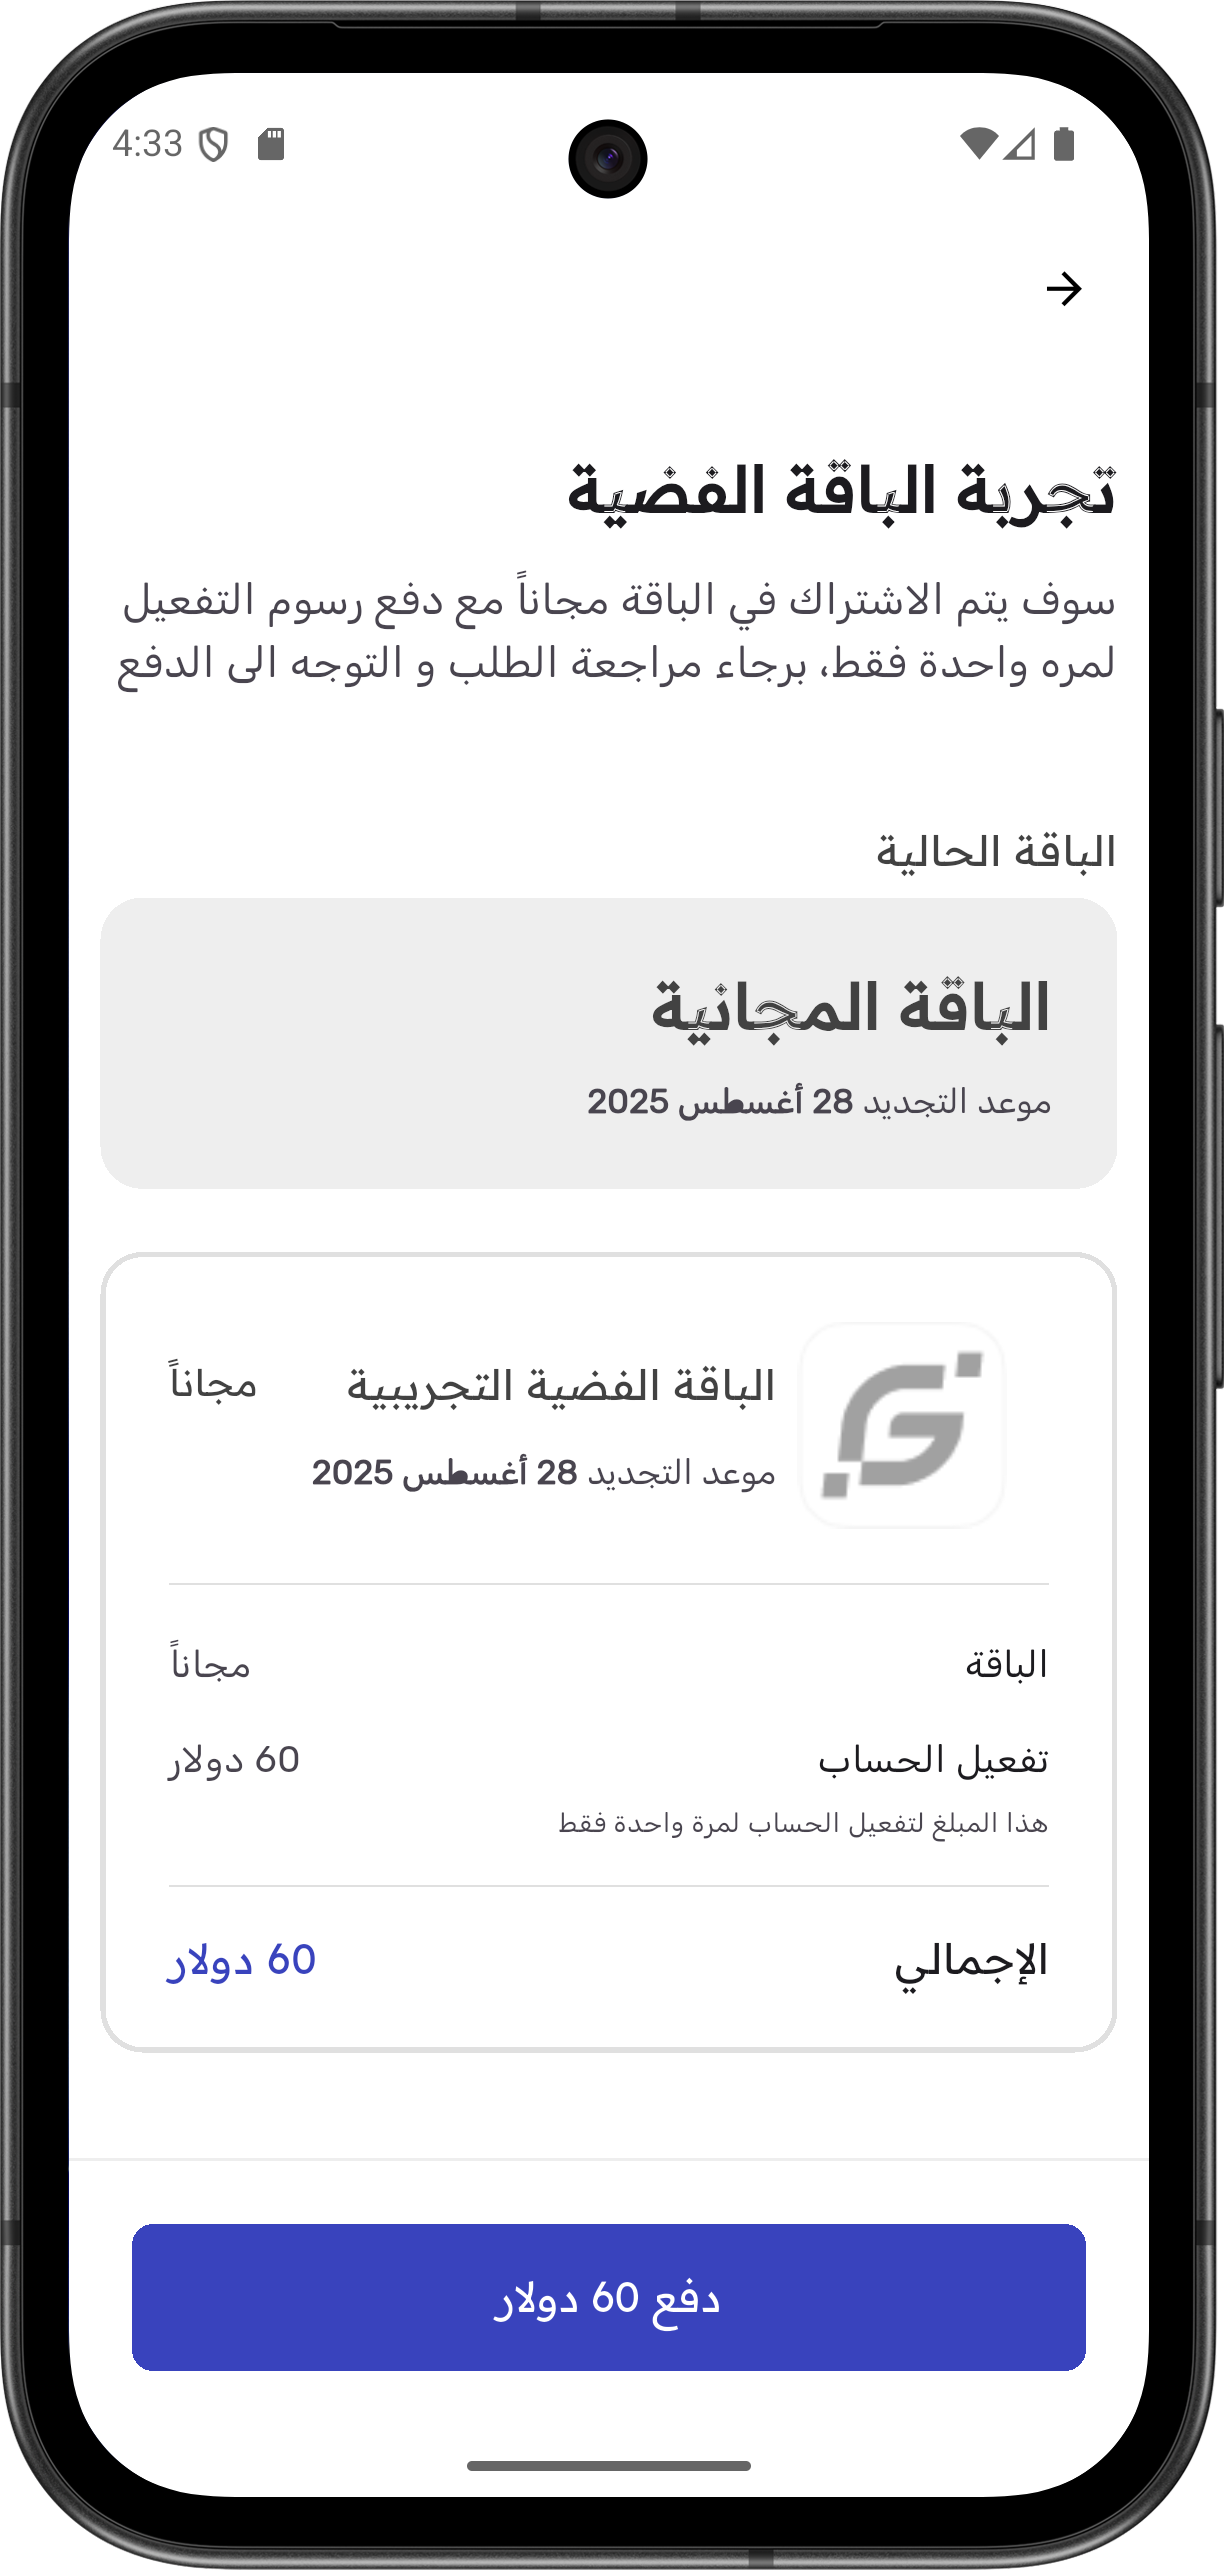 4:33
تجربة الباقة الفضية
سوف يتم الاشتراك في الباقة مجاناً مع دفع رسوم التفعيل
لمره واحدة فقط، برجاء مراجعة الطلب و التوجه الى الدفع
الباقة الحالية
الباقة المجانية
موعد التجديد 28 أغسطس 2025
الباقة الفضية التجريبية مجاناً
موعد التجديد 28 أغسطس 2025
الباقة مجاناً
تفعيل الحساب 60 دولار
هذا المبلغ لتفعيل الحساب لمرة واحدة فقط
الإجمالي 60 دولار
دفع 60 دولار